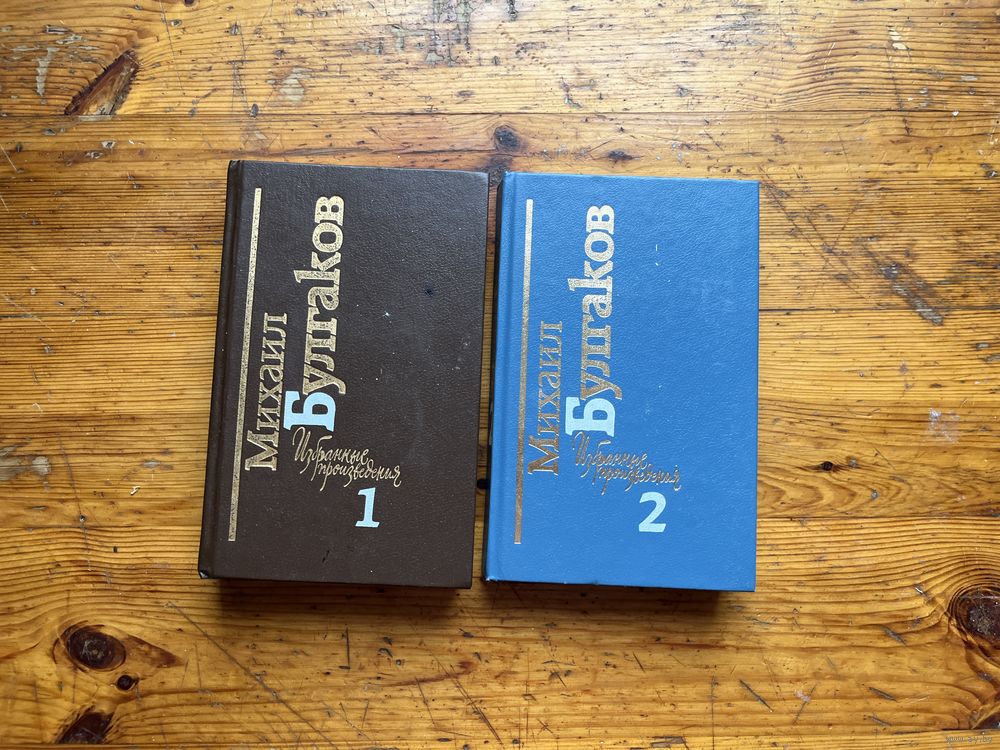 Михаил
Булгаков
Избранные
произведения
1
Михаил
Булгаков
Избранные
произведения
2